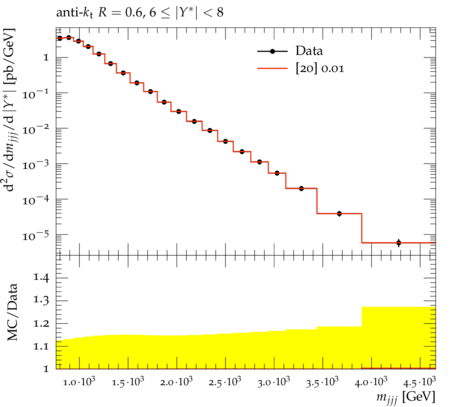 anti-kt R = 0.6, 6 ≤ |Y*| < 8
Data
[20] 0.01
d²σ/dmjjj/d|Y*| [pb/GeV]
1
10⁻¹
10⁻²
10⁻³
10⁻⁴
10⁻⁵
MC/Data
1.4
1.3
1.2
1.1
1
1.0·10³ 1.5·10³ 2.0·10³ 2.5·10³ 3.0·10³ 3.5·10³ 4.0·10³ 4.5·10³
mjjj [GeV]